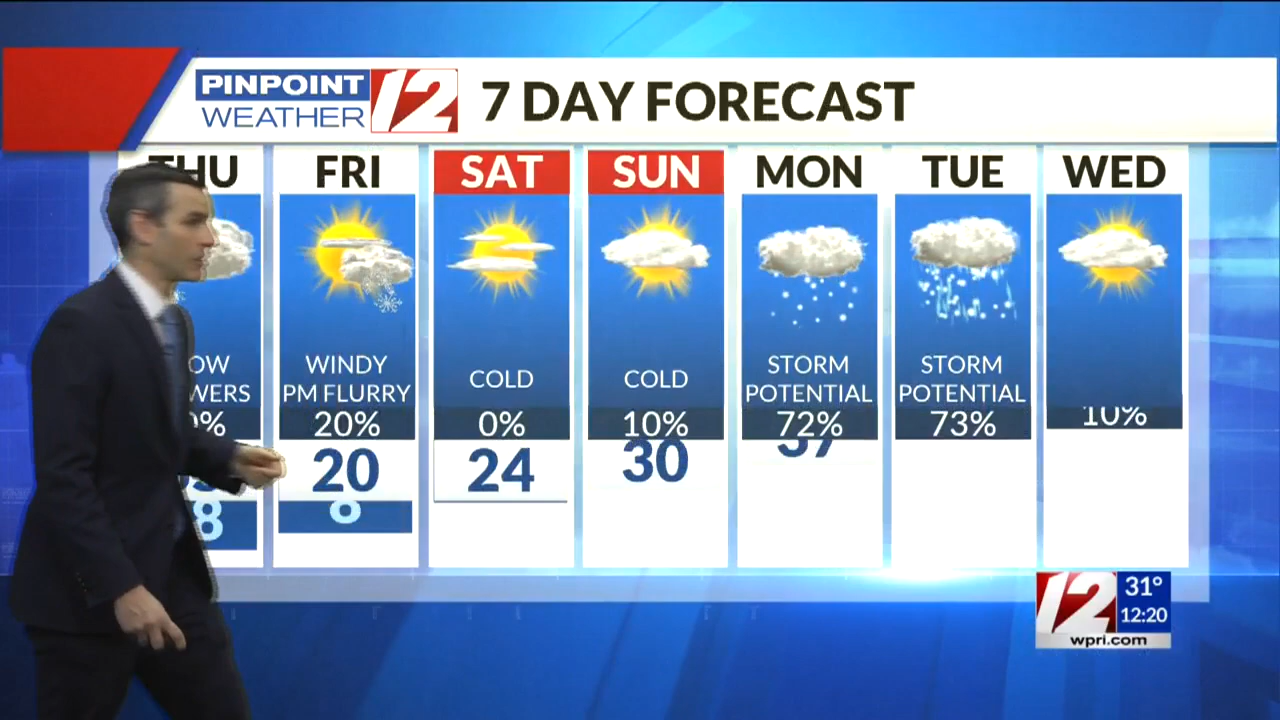 PINPOINT
WEATHER 12
7 DAY FORECAST
FRI
WINDY
PM FLURRY
20%
20
SAT
COLD
0%
24
SUN
COLD
10%
30
MON
STORM
POTENTIAL
72%
TUE
STORM
POTENTIAL
73%
WED
10%
12
31°
12:20
wpri.com